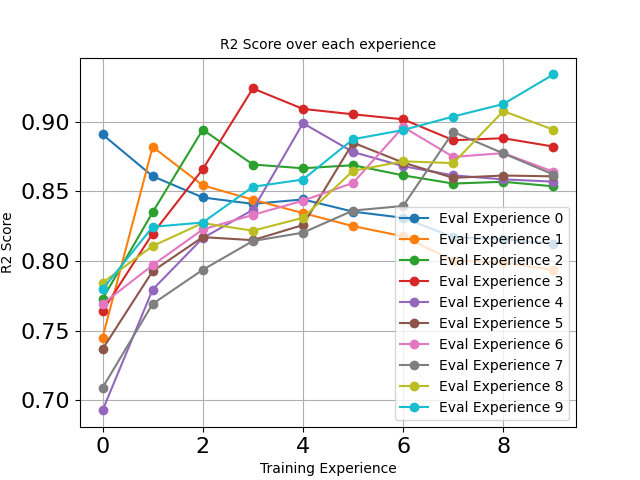 R2 Score over each experience
R2 Score
0.90
0.85
0.80
0.75
0.70
Eval Experience 0
Eval Experience 1
Eval Experience 2
Eval Experience 3
Eval Experience 4
Eval Experience 5
Eval Experience 6
Eval Experience 7
Eval Experience 8
Eval Experience 9
0 2 4 6 8
Training Experience